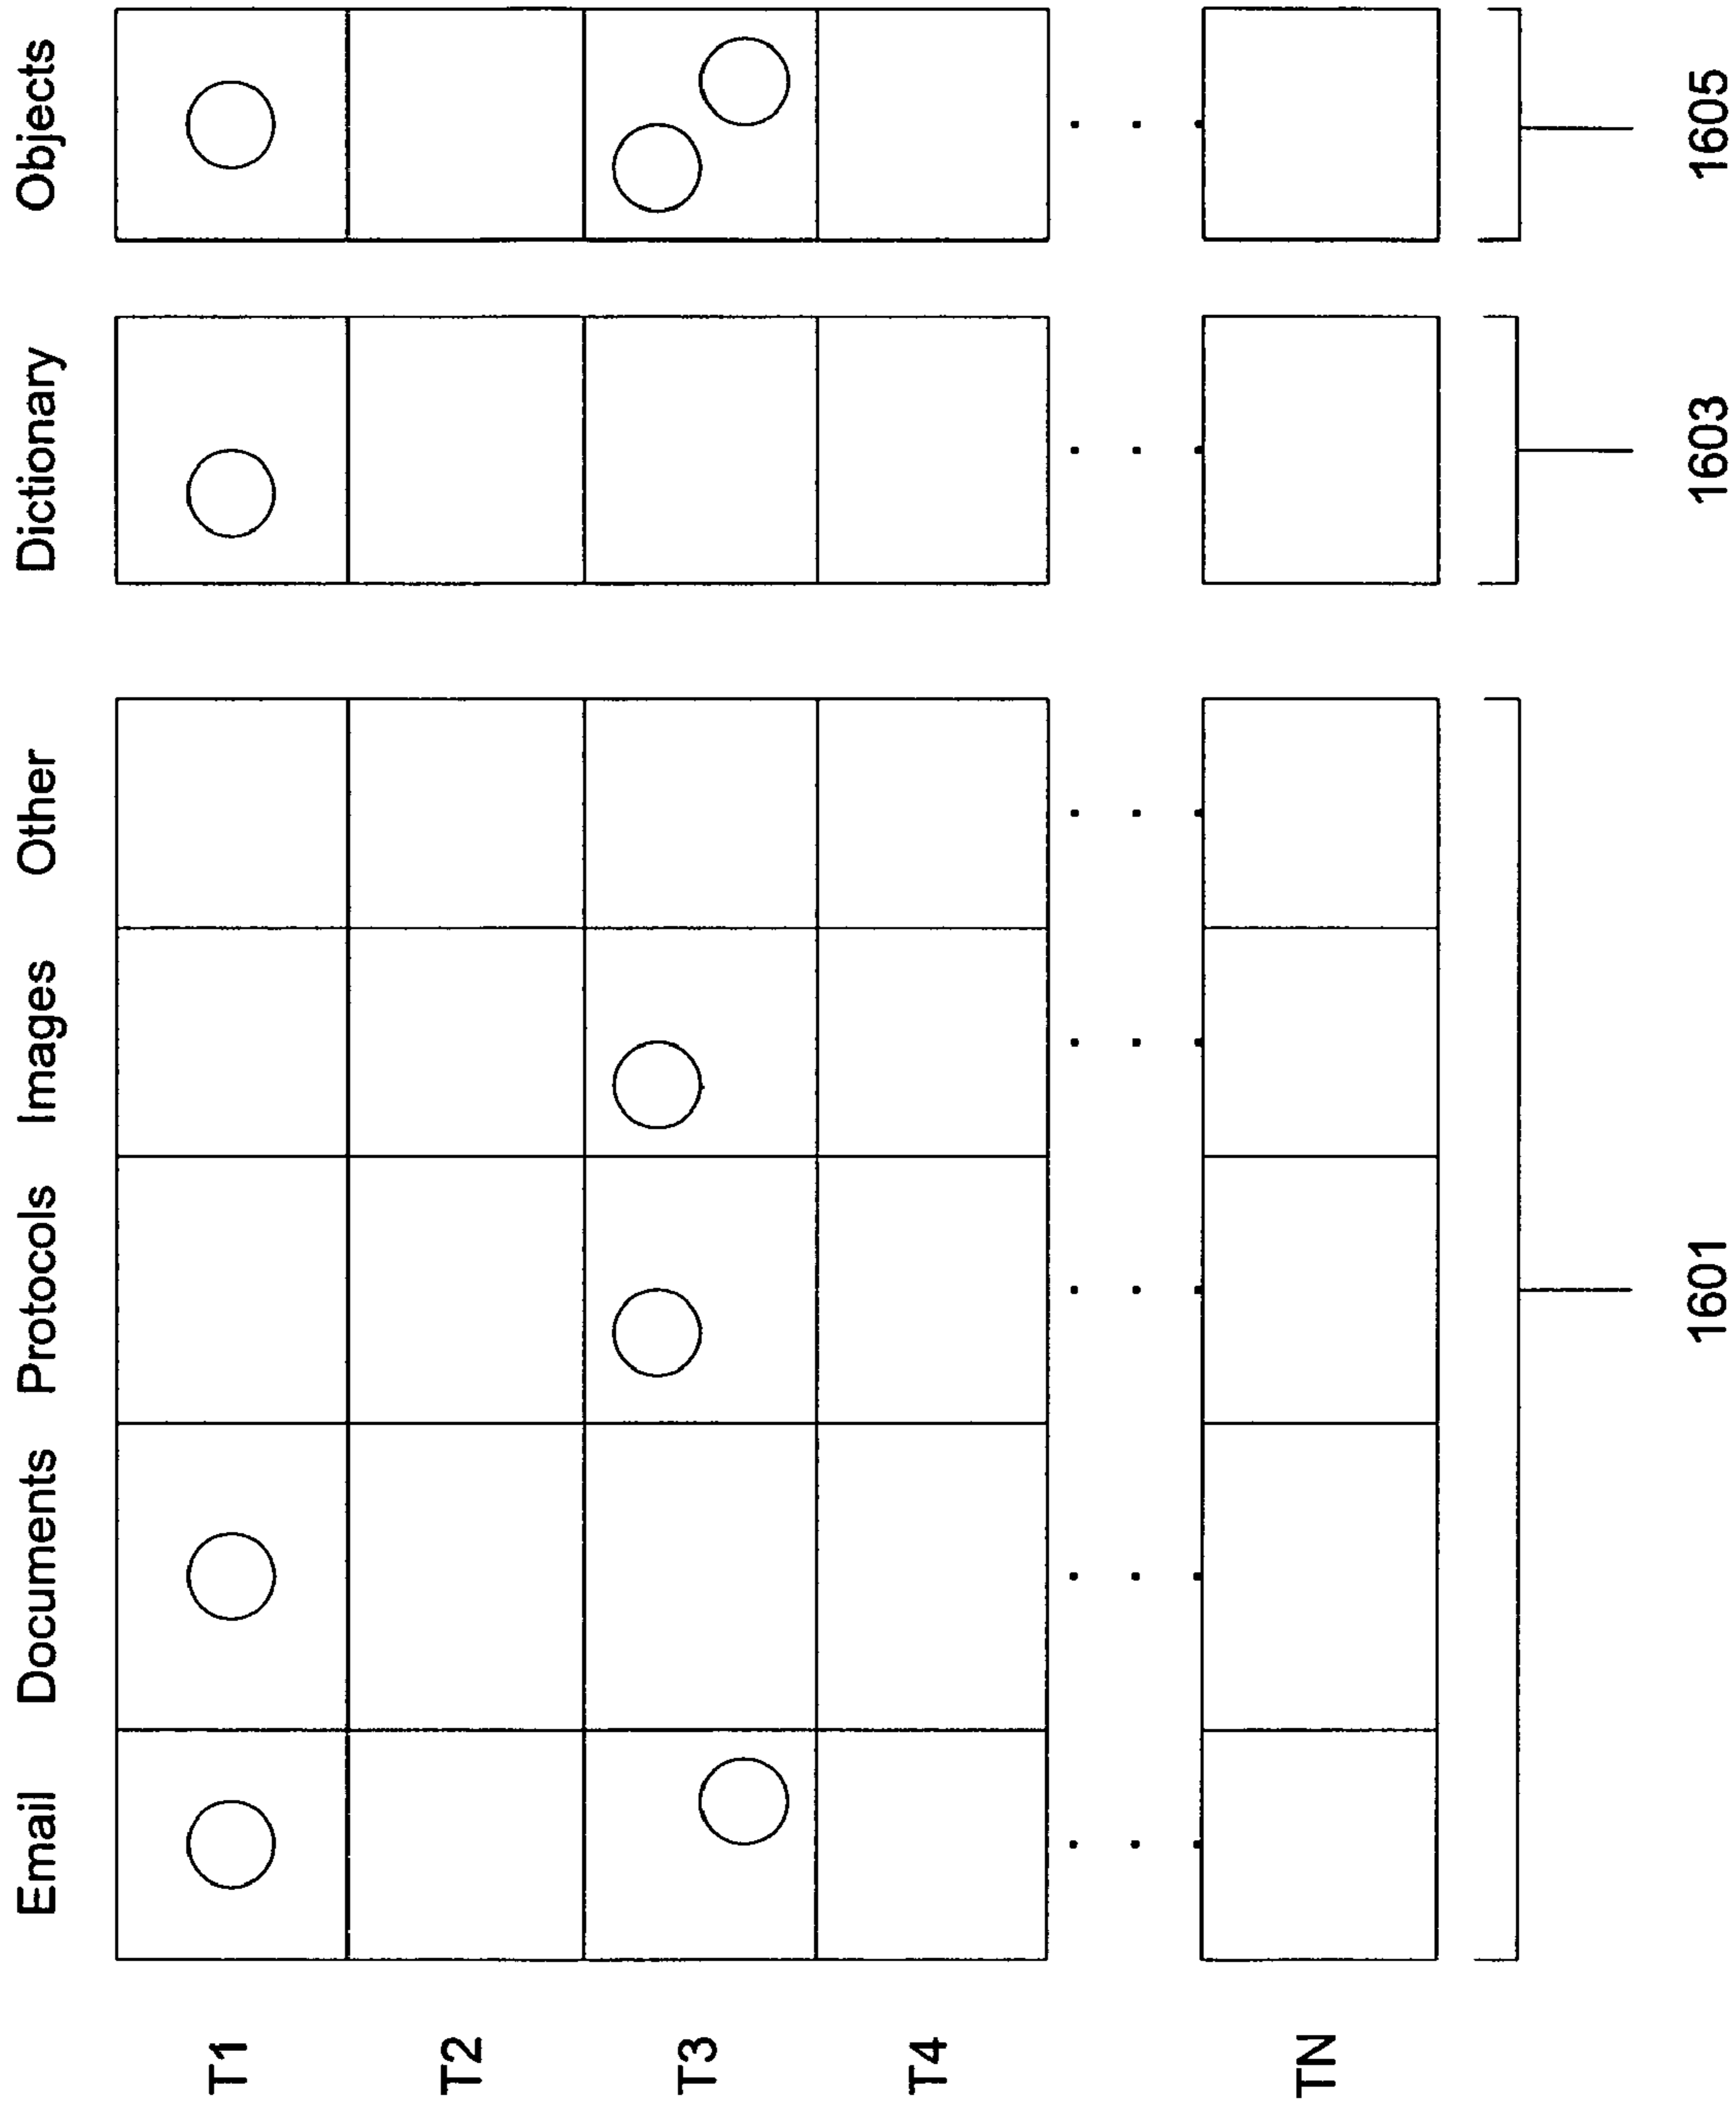 Email Documents Protocols Images Other Dictionary Objects
T1
T2
T3
T4
TN
1601 1603 1605